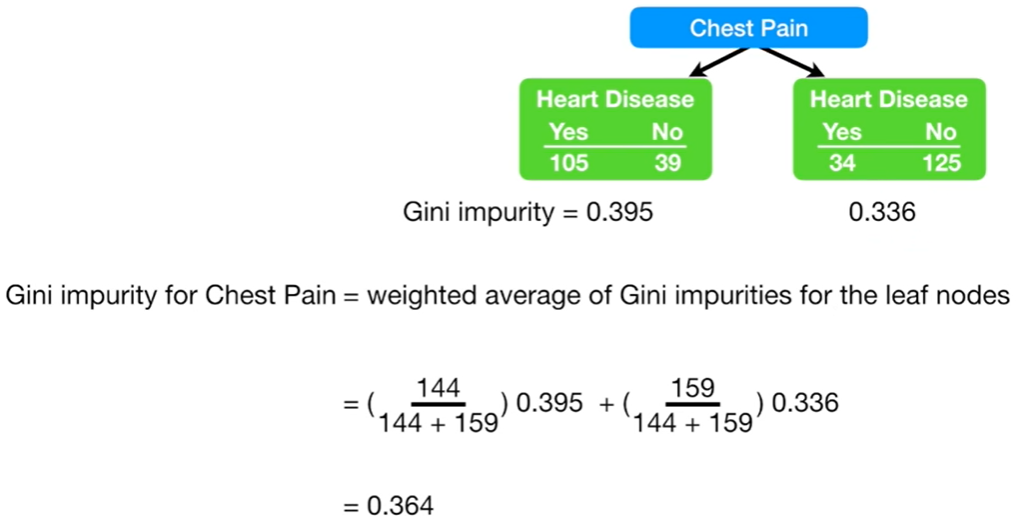 Chest Pain
Heart Disease Heart Disease
Yes No Yes No
105 39 34 125
Gini impurity = 0.395 0.336
Gini impurity for Chest Pain = weighted average of Gini impurities for the leaf nodes
= ( 144 / 144 + 159 ) 0.395 + ( 159 / 144 + 159 ) 0.336
= 0.364